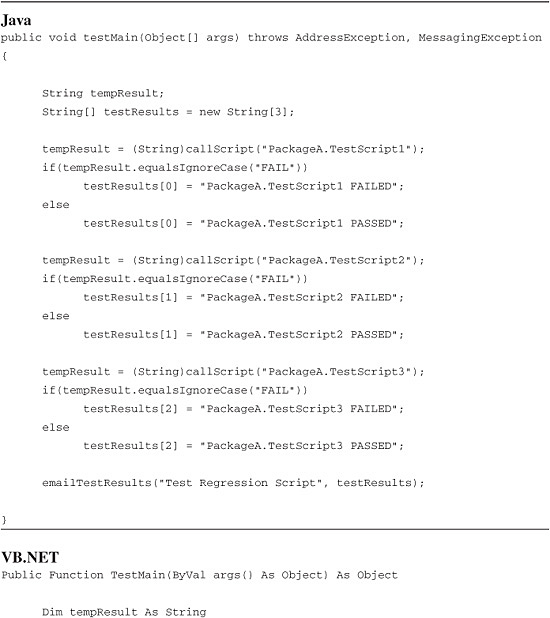 Java
public void testMain(Object[] args) throws AddressException, MessagingException
{
String tempResult;
String[] testResults = new String[3];
tempResult = (String)callScript("PackageA.TestScript1");
if(tempResult.equalsIgnoreCase("FAIL"))
testResults[0] = "PackageA.TestScript1 FAILED";
else
testResults[0] = "PackageA.TestScript1 PASSED";
tempResult = (String)callScript("PackageA.TestScript2");
if(tempResult.equalsIgnoreCase("FAIL"))
testResults[1] = "PackageA.TestScript2 FAILED";
else
testResults[1] = "PackageA.TestScript2 PASSED";
tempResult = (String)callScript("PackageA.TestScript3");
if(tempResult.equalsIgnoreCase("FAIL"))
testResults[2] = "PackageA.TestScript3 FAILED";
else
testResults[2] = "PackageA.TestScript3 PASSED";
emailTestResults("Test Regression Script", testResults);
}
VB.NET
Public Function TestMain(ByVal args() As Object) As Object
Dim tempResult As String